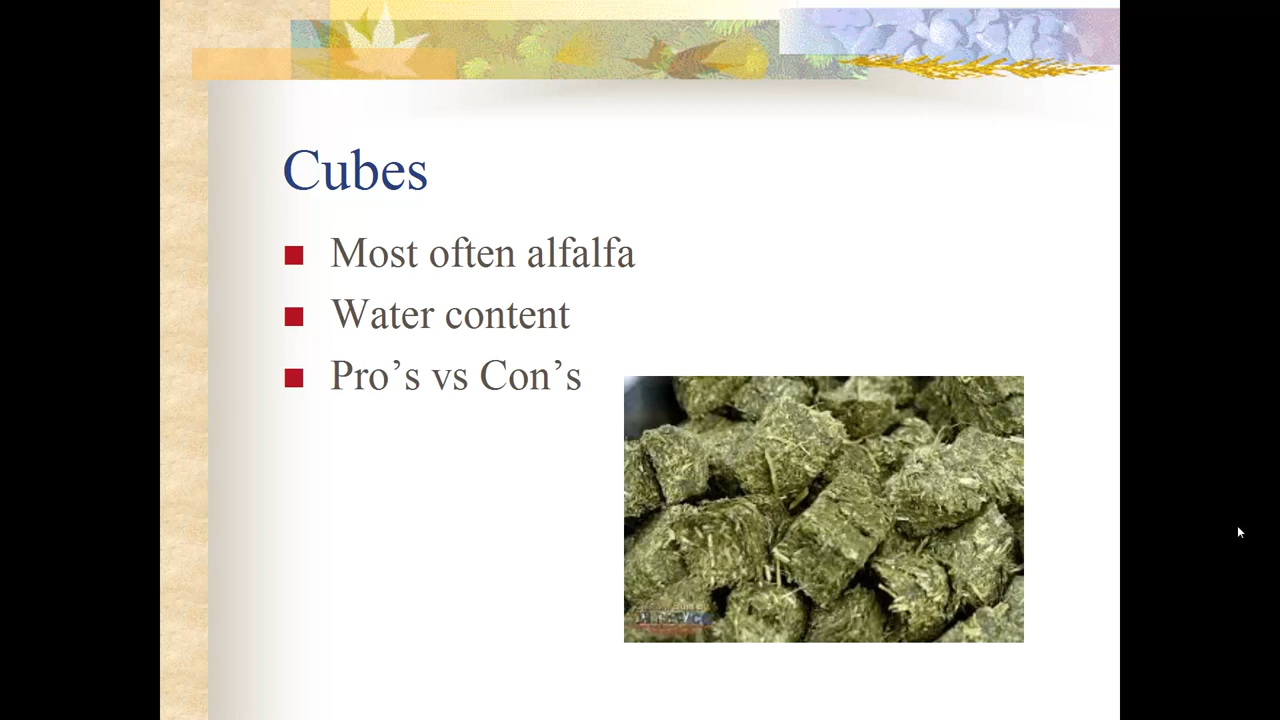 Cubes
Most often alfalfa
Water content
Pro’s vs Con’s